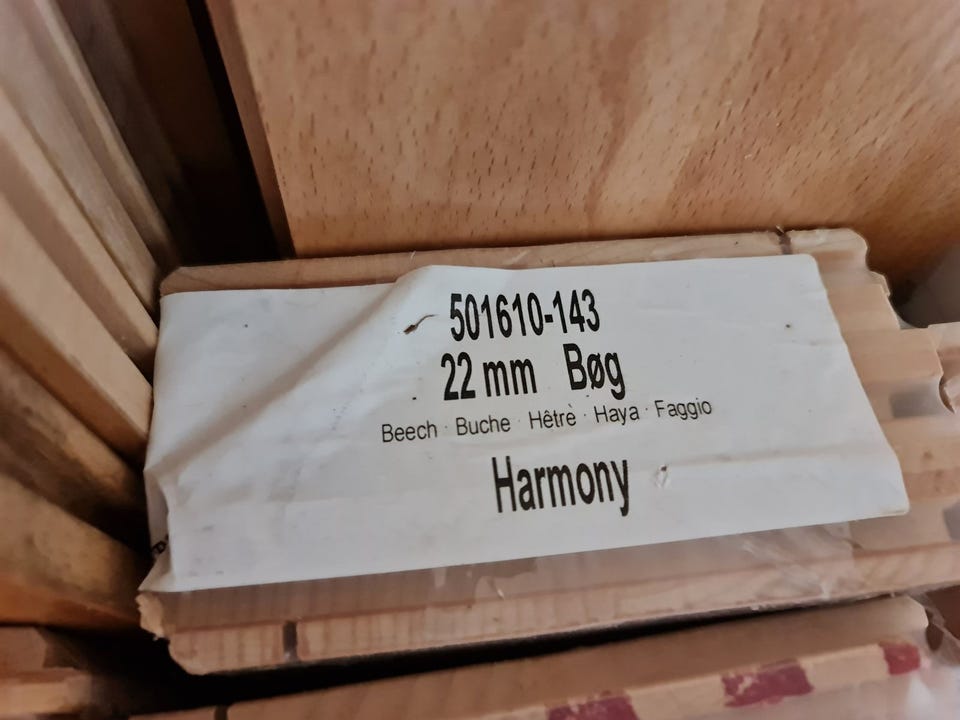 501610-143
22 mm Bøg
Beech · Buche · Hêtre · Haya · Faggio
Harmony